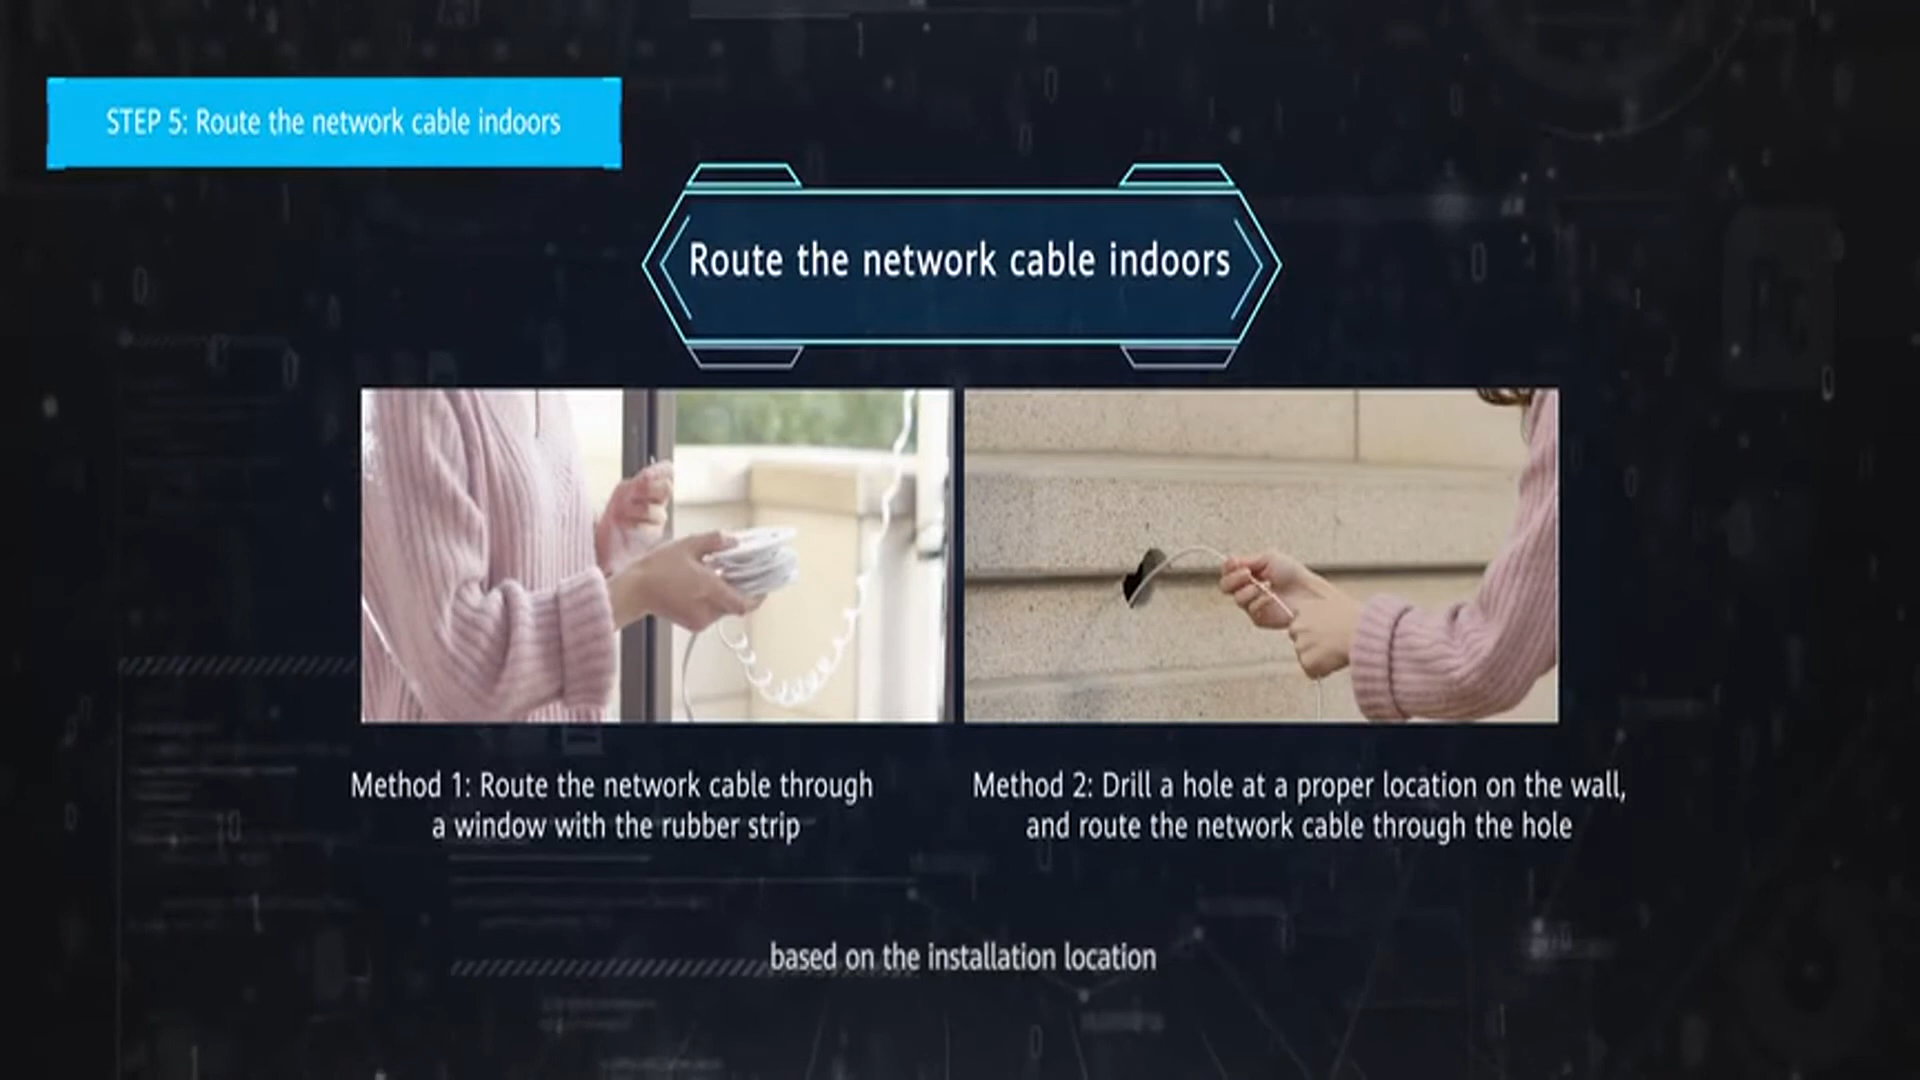 STEP 5: Route the network cable indoors
Route the network cable indoors
Method 1: Route the network cable through
a window with the rubber strip
Method 2: Drill a hole at a proper location on the wall,
and route the network cable through the hole
based on the installation location